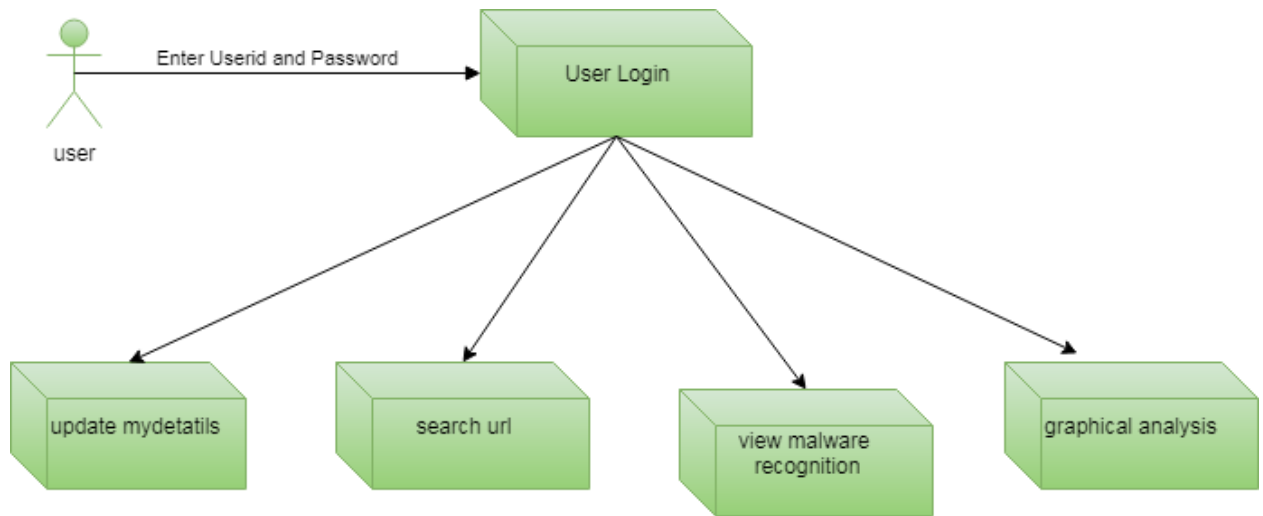 Enter Userid and Password
User Login
user
update mydetatils
search url
view malware
recognition
graphical analysis